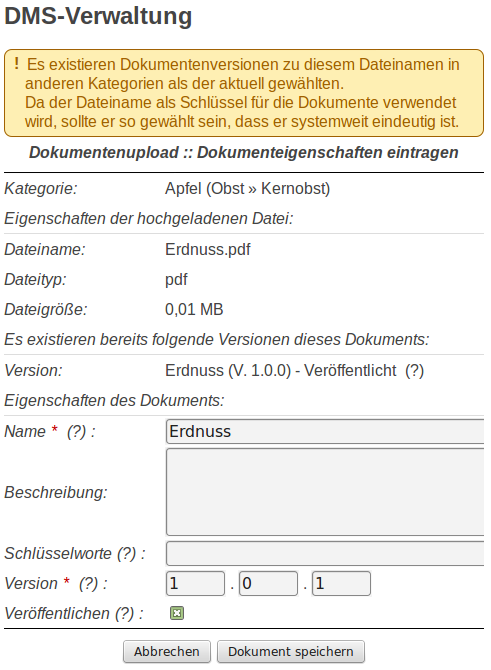 DMS-Verwaltung
! Es existieren Dokumentenversionen zu diesem Dateinamen in
anderen Kategorien als der aktuell gewählten.
Da der Dateiname als Schlüssel für die Dokumente verwendet
wird, sollte er so gewählt sein, dass er systemweit eindeutig ist.
Dokumentenupload :: Dokumenteigenschaften eintragen
Kategorie: Apfel (Obst » Kernobst)
Eigenschaften der hochgeladenen Datei:
Dateiname: Erdnuss.pdf
Dateityp: pdf
Dateigröße: 0,01 MB
Es existieren bereits folgende Versionen dieses Dokuments:
Version: Erdnuss (V. 1.0.0) - Veröffentlicht (?)
Eigenschaften des Dokuments:
Name * (?) : Erdnuss
Beschreibung:
Schlüsselworte (?) :
Version * (?) : 1 . 0 . 1
Veröffentlichen (?) :
Abbrechen Dokument speichern